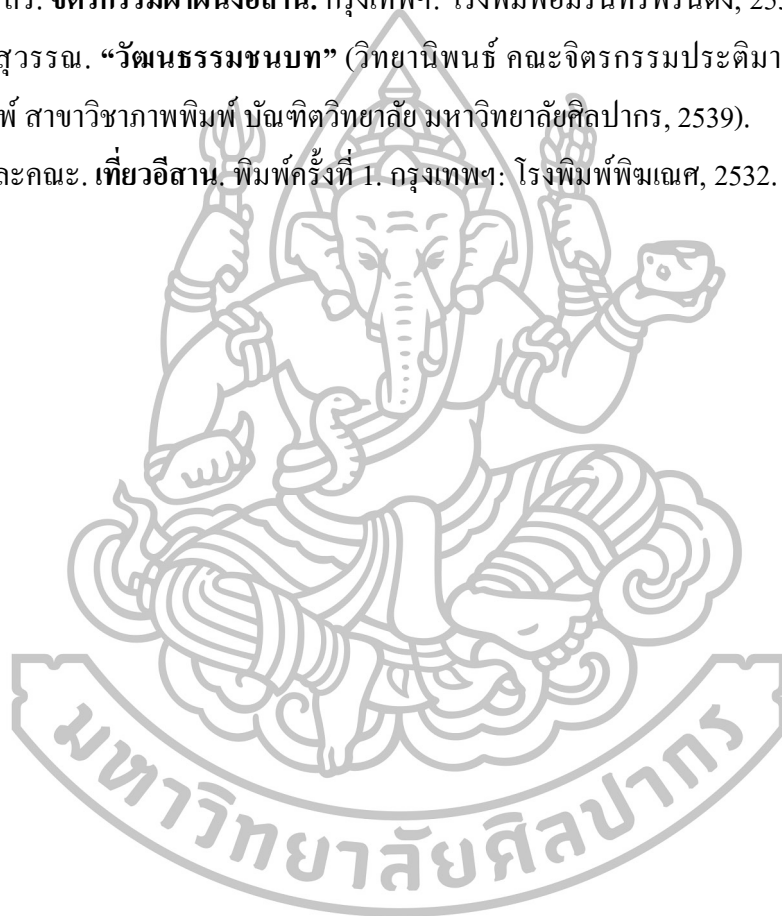 ถร. จิตรกรรมฝาผนังอีสาน. กรุงเทพฯ: โรงพิมพ์อมรินทร์พริ้นติ้ง, 253
สุวรรณ. “วัฒนธรรมชนบท” (วิทยานิพนธ์ คณะจิตรกรรมประติมา
พ์ สาขาวิชาภาพพิมพ์ บัณฑิตวิทยาลัย มหาวิทยาลัยศิลปากร, 2539).
ละคณะ. เที่ยวอีสาน. พิมพ์ครั้งที่ 1. กรุงเทพฯ: โรงพิมพ์พิฆเณศ, 2532.
มหาวิทยาลัยศิลปากร